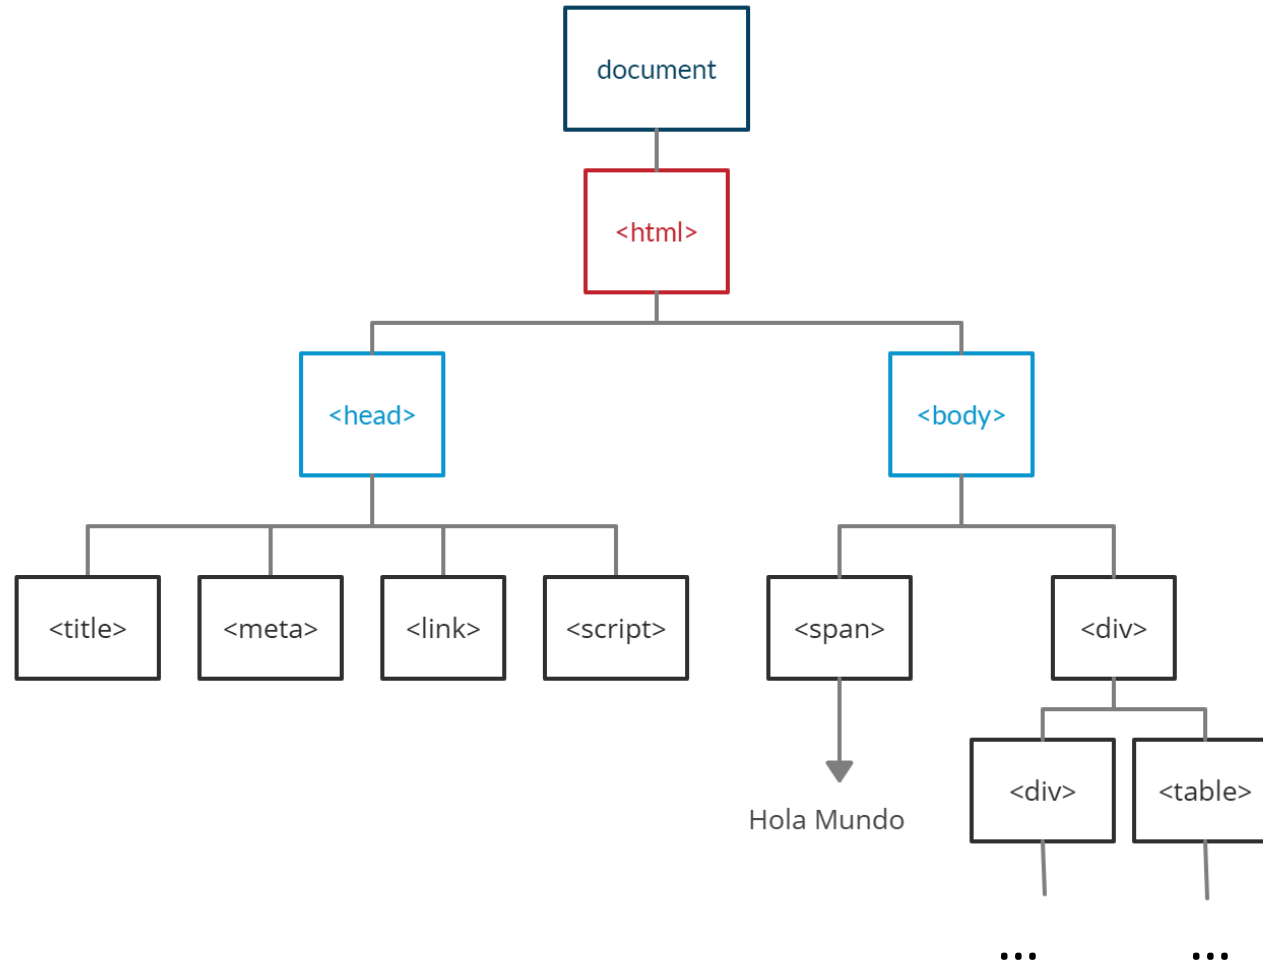 document
<html>
<head>
<body>
<title>
<meta>
<link>
<script>
<span>
<div>
Hola Mundo
<div>
<table>
...
...